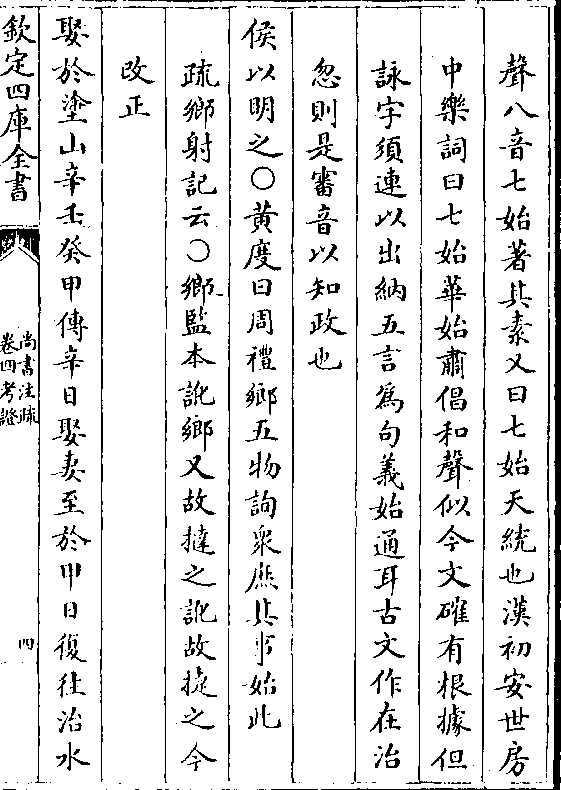 聲八音七始著其素又曰七始天統也漢初安世房
中樂詞曰七始華始肅倡和聲似今文確有根據但
詠字須連以出納五言為句義始通耳古文作在治
忽則是審音以知政也
侯以明之○黃度曰周禮鄉五物詢衆庶其事始此
疏鄉射記云○鄉監本訛鄉又故撻之訛故捷之今
改正
娶於塗山辛壬癸甲傳辛日娶妻至於甲日復往治水
欽定四庫全書
尚書注疏
卷四考證
四